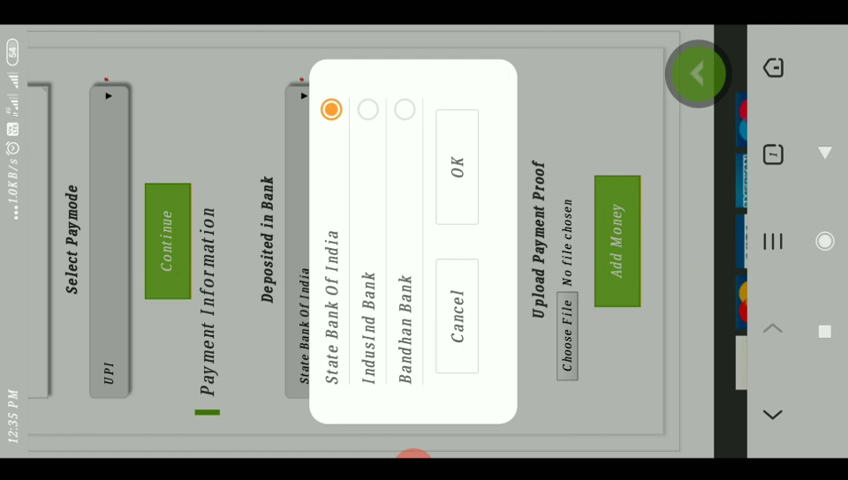 12:35 PM
...1.0KB/s
54
Select Paymode
UPI
Continue
Payment Information
Deposited in Bank
State Bank Of India
State Bank Of India
IndusInd Bank
Bandhan Bank
Cancel
OK
Upload Payment Proof
Choose File No file chosen
Add Money
1